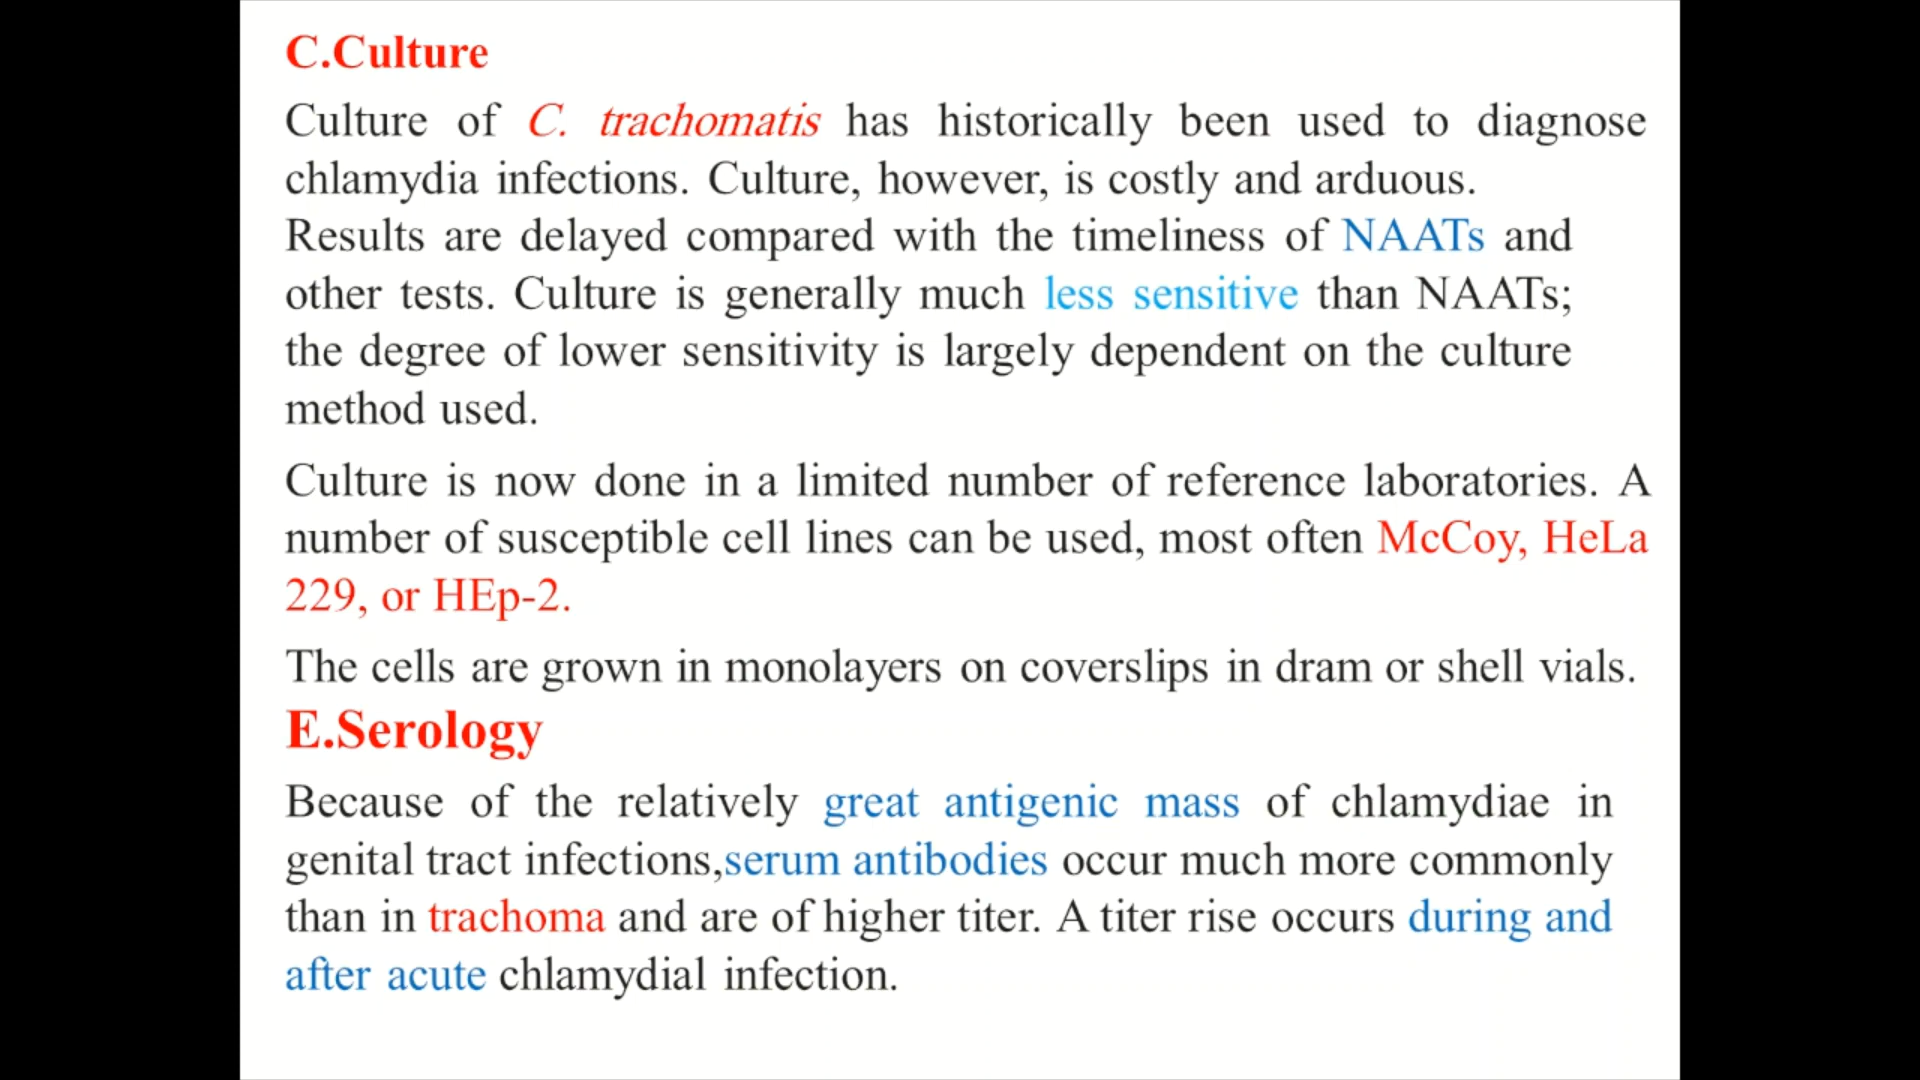 C.Culture
Culture of C. trachomatis has historically been used to diagnose
chlamydia infections. Culture, however, is costly and arduous.
Results are delayed compared with the timeliness of NAATs and
other tests. Culture is generally much less sensitive than NAATs;
the degree of lower sensitivity is largely dependent on the culture
method used.
Culture is now done in a limited number of reference laboratories. A
number of susceptible cell lines can be used, most often McCoy, HeLa
229, or HEp-2.
The cells are grown in monolayers on coverslips in dram or shell vials.
E.Serology
Because of the relatively great antigenic mass of chlamydiae in
genital tract infections,serum antibodies occur much more commonly
than in trachoma and are of higher titer. A titer rise occurs during and
after acute chlamydial infection.